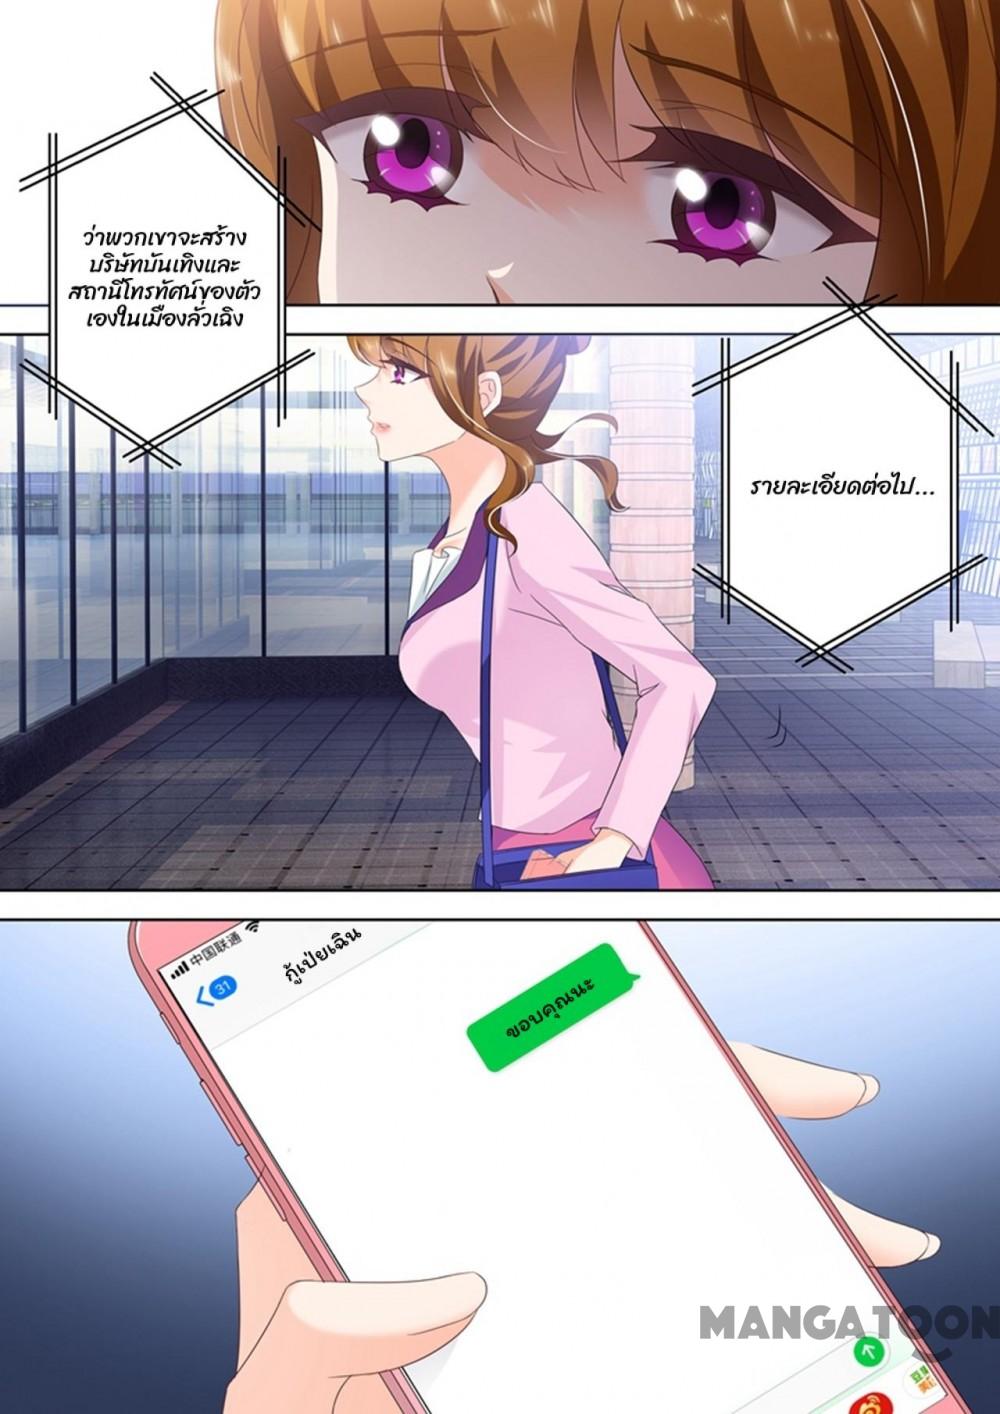 ว่าพวกเขาจะสร้าง
บริษัทบันเทิงและ
สถานีโทรทัศน์ของตัว
เองในเมืองลั่วเฉิง
รายละเอียดต่อไป...
中国联通
31
กู้เป่ยเฉิน
ขอบคุณนะ
MANGATOON